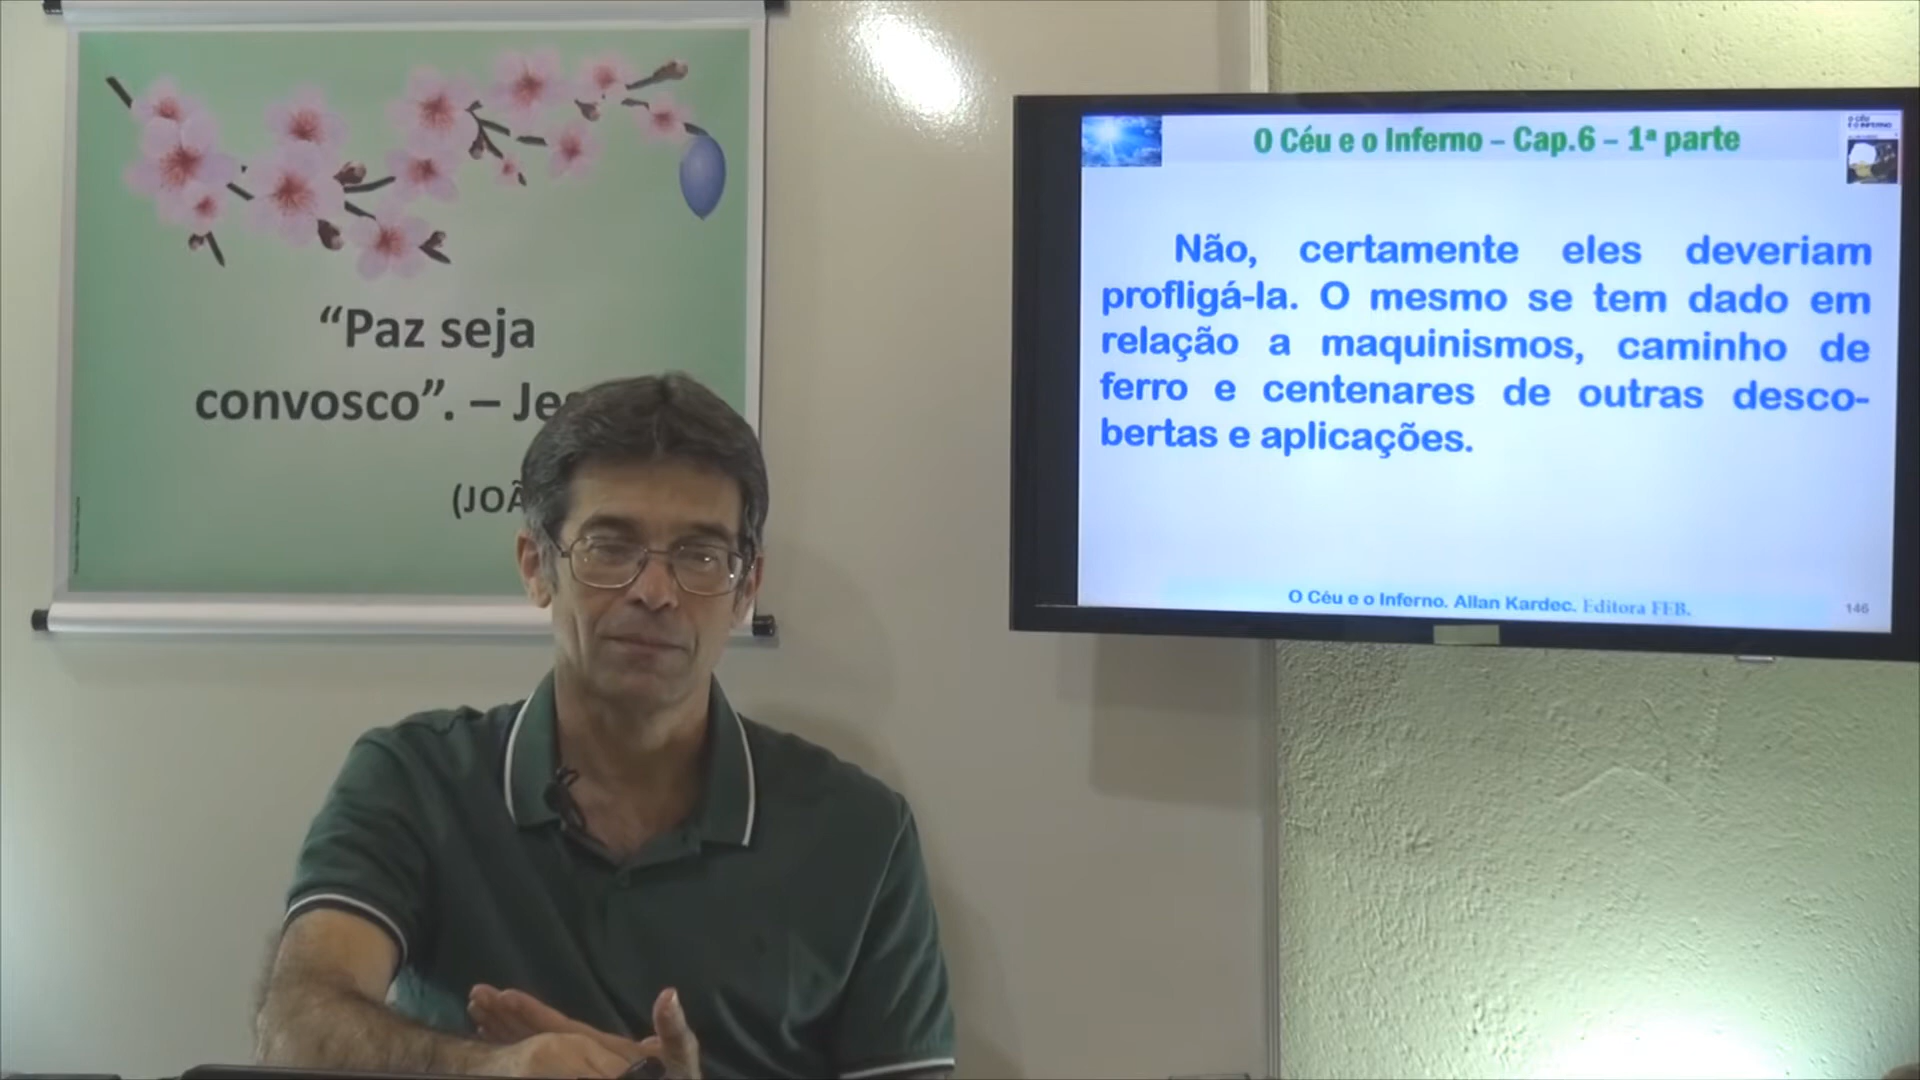 “Paz seja
convosco”. –
O Céu e o Inferno – Cap.6 – 1ª parte
O CÉU
E O INFERNO
Não, certamente eles deveriam
profligá-la. O mesmo se tem dado em
relação a maquinismos, caminho de
ferro e centenares de outras desco-
bertas e aplicações.
O Céu e o Inferno. Allan Kardec. Editora FEB.
146